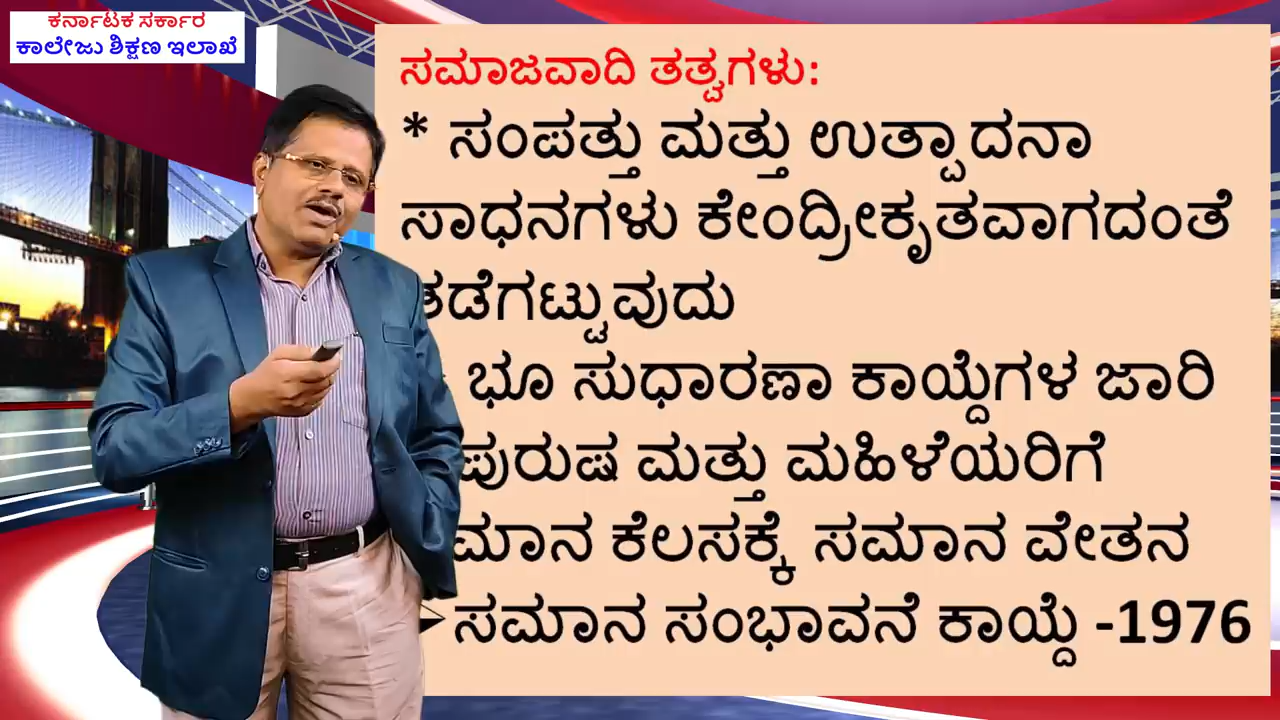 ಕರ್ನಾಟಕ ಸರ್ಕಾರ
ಕಾಲೇಜು ಶಿಕ್ಷಣ ಇಲಾಖೆ
ಸಮಾಜವಾದಿ ತತ್ವಗಳು:
* ಸಂಪತ್ತು ಮತ್ತು ಉತ್ಪಾದನಾ
ಸಾಧನಗಳು ಕೇಂದ್ರೀಕೃತವಾಗದಂತೆ
ತಡೆಗಟ್ಟುವುದು
ಭೂ ಸುಧಾರಣಾ ಕಾಯ್ದೆಗಳ ಜಾರಿ
ಪುರುಷ ಮತ್ತು ಮಹಿಳೆಯರಿಗೆ
ಮಾನ ಕೆಲಸಕ್ಕೆ ಸಮಾನ ವೇತನ
➢ಸಮಾನ ಸಂಭಾವನೆ ಕಾಯ್ದೆ -1976